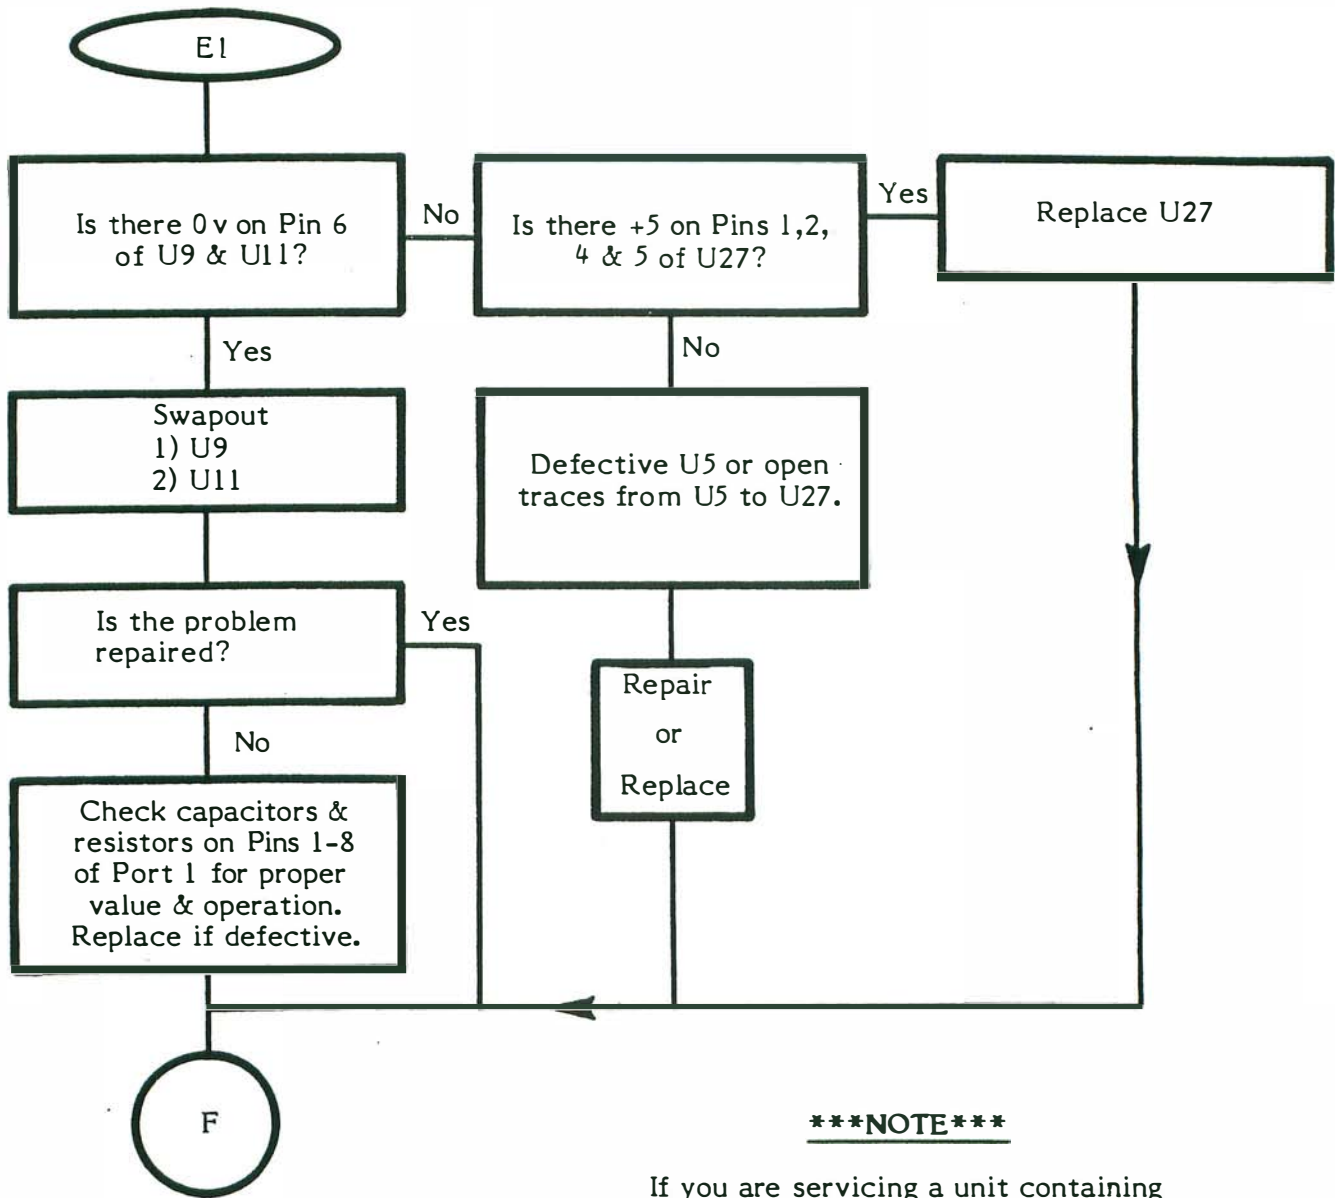 E1
Is there 0 v on Pin 6
of U9 & U11?
No
Is there +5 on Pins 1,2,
4 & 5 of U27?
Yes
Replace U27
Yes
Swapout
1) U9
2) U11
No
Defective U5 or open
traces from U5 to U27.
Is the problem
repaired?
Yes
Repair
or
Replace
No
Check capacitors &
resistors on Pins 1-8
of Port 1 for proper
value & operation.
Replace if defective.
F
***NOTE***
If you are servicing a unit containing